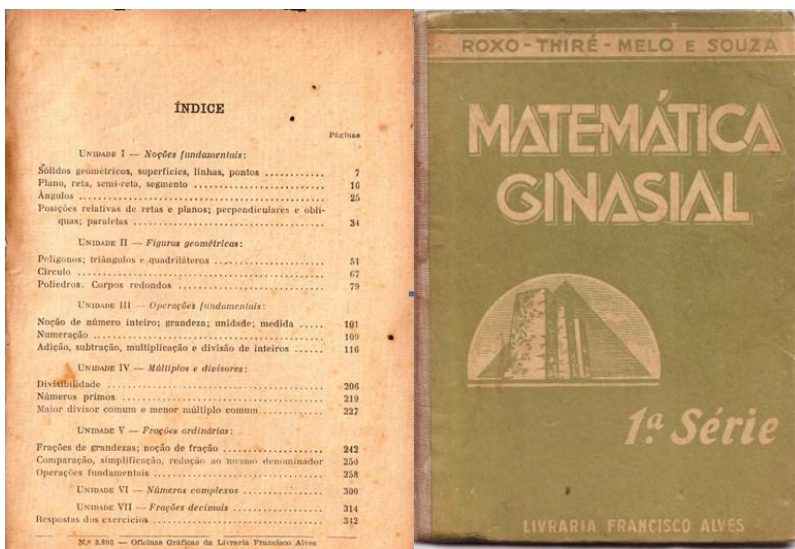 ÍNDICE
Páginas
UNIDADE I — Noções fundamentais:
Sólidos geométricos, superfícies, linhas, pontos ............ 7
Plano, reta, semi-reta, segmento ............ 16
Ângulos ............ 25
Posições relativas de retas e planos; perpendiculares e oblí-
quas; paralelas ............ 34
UNIDADE II — Figuras geométricas:
Polígonos; triângulos e quadriláteros ............ 51
Círculo ............ 67
Poliedros. Corpos redondos ............ 79
UNIDADE III — Operações fundamentais:
Noção de número inteiro; grandeza; unidade; medida ..... 101
Numeração ............ 109
Adição, subtração, multiplicação e divisão de inteiros ...... 116
UNIDADE IV — Múltiplos e divisores:
Divisibilidade ............ 206
Números primos ............ 219
Maior divisor comum e menor múltiplo comum ............ 227
UNIDADE V — Frações ordinárias:
Frações de grandezas; noção de fração ............ 242
Comparação, simplificação, redução ao mesmo denominador 250
Operações fundamentais ............ 258
UNIDADE VI — Números complexos ............ 300
UNIDADE VII — Frações decimais ............ 314
Respostas dos exercícios ............ 342
N.º 3.803 — Oficinas Gráficas da Livraria Francisco Alves
ROXO - THIRÉ - MELO E SOUZA
MATEMÁTICA
GINASIAL
1ª Série
LIVRARIA FRANCISCO ALVES